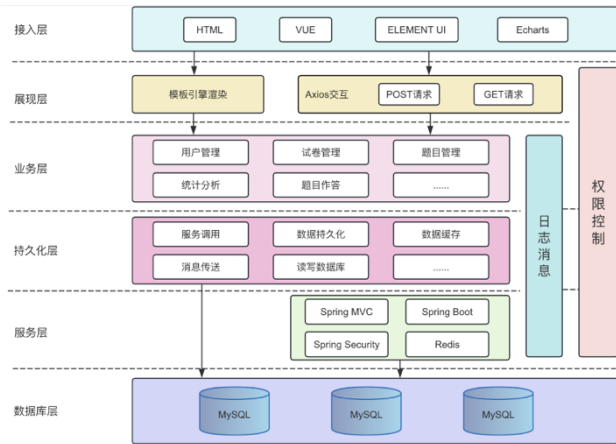 接入层
HTML
VUE
ELEMENT UI
Echarts
展现层
模板引擎渲染
Axios交互
POST请求
GET请求
业务层
用户管理
试卷管理
题目管理
统计分析
题目作答
......
持久化层
服务调用
数据持久化
数据缓存
消息传送
读写数据库
......
服务层
Spring MVC
Spring Boot
Spring Security
Redis
日志消息
权限控制
数据库层
MySQL
MySQL
MySQL